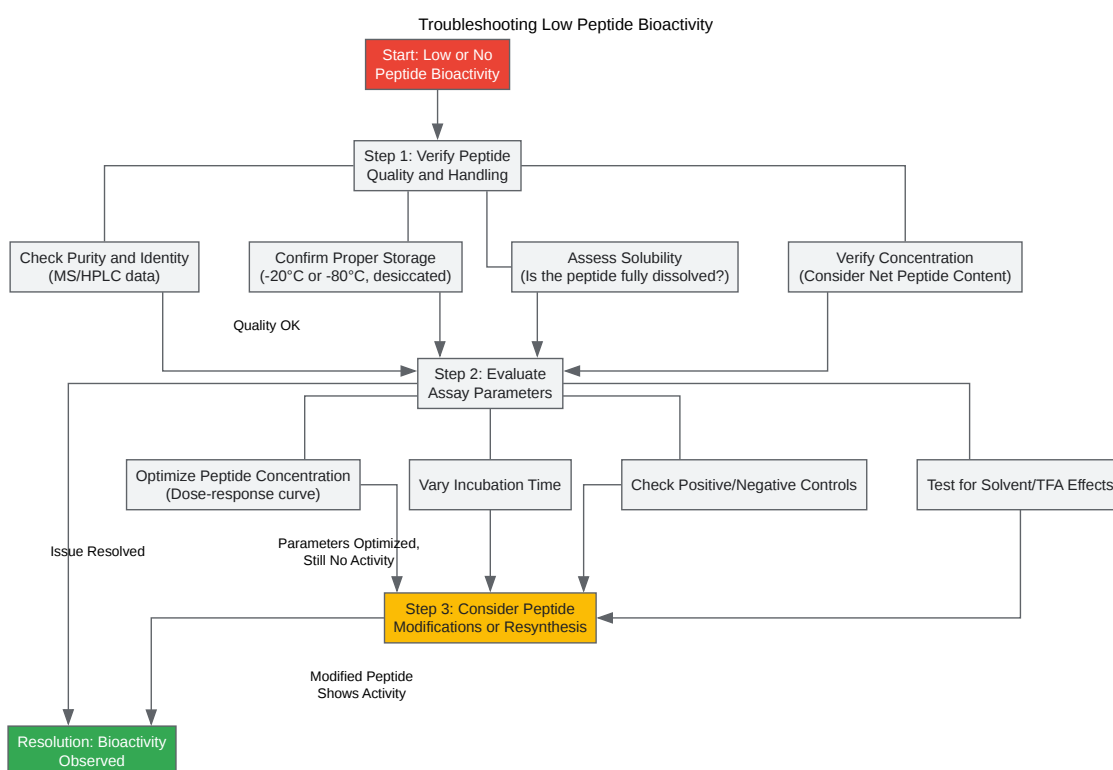 Troubleshooting Low Peptide Bioactivity
Start: Low or No
Peptide Bioactivity
Step 1: Verify Peptide
Quality and Handling
Check Purity and Identity
(MS/HPLC data)
Confirm Proper Storage
(-20°C or -80°C, desiccated)
Assess Solubility
(Is the peptide fully dissolved?)
Verify Concentration
(Consider Net Peptide Content)
Quality OK
Step 2: Evaluate
Assay Parameters
Optimize Peptide Concentration
(Dose-response curve)
Vary Incubation Time
Check Positive/Negative Controls
Test for Solvent/TFA Effects
Issue Resolved
Parameters Optimized,
Still No Activity
Step 3: Consider Peptide
Modifications or Resynthesis
Modified Peptide
Shows Activity
Resolution: Bioactivity
Observed